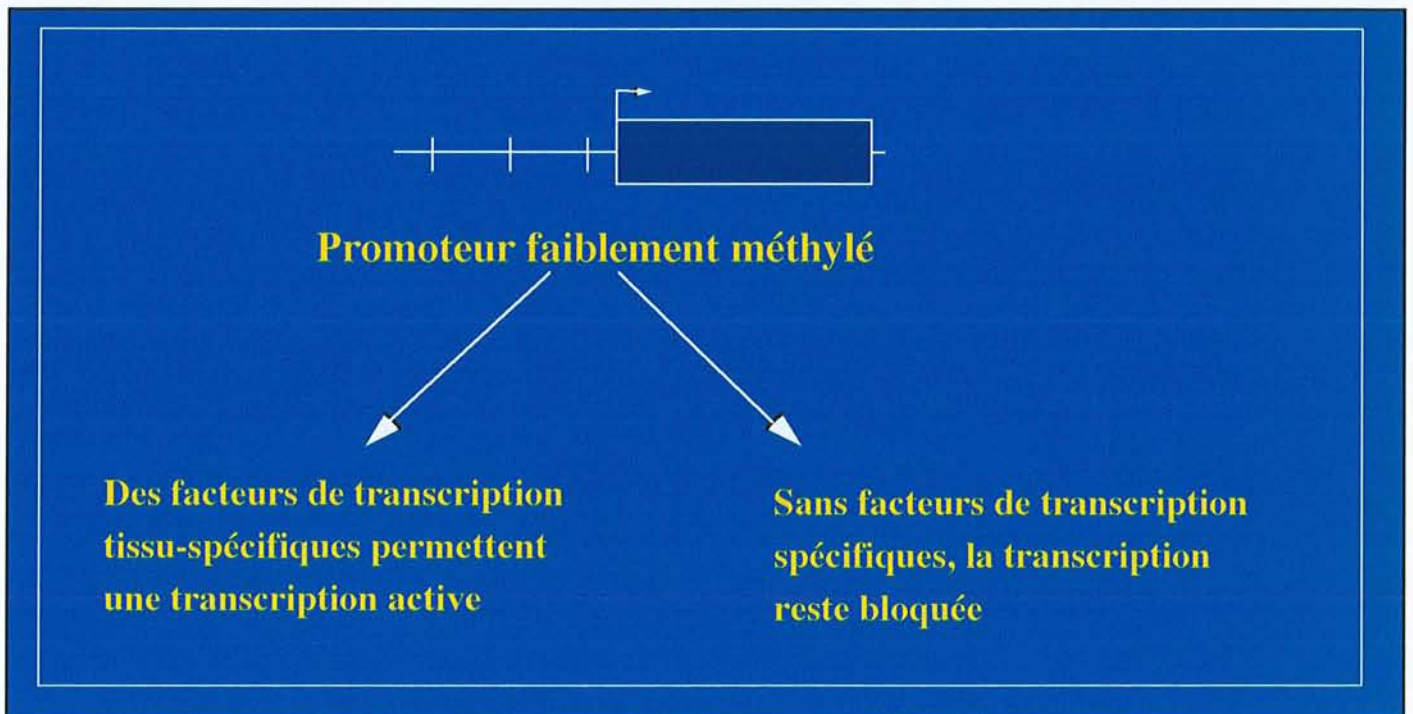 Promoteur faiblement méthylé
Des facteurs de transcription
tissu-spécifiques permettent
une transcription active
Sans facteurs de transcription
spécifiques, la transcription
reste bloquée